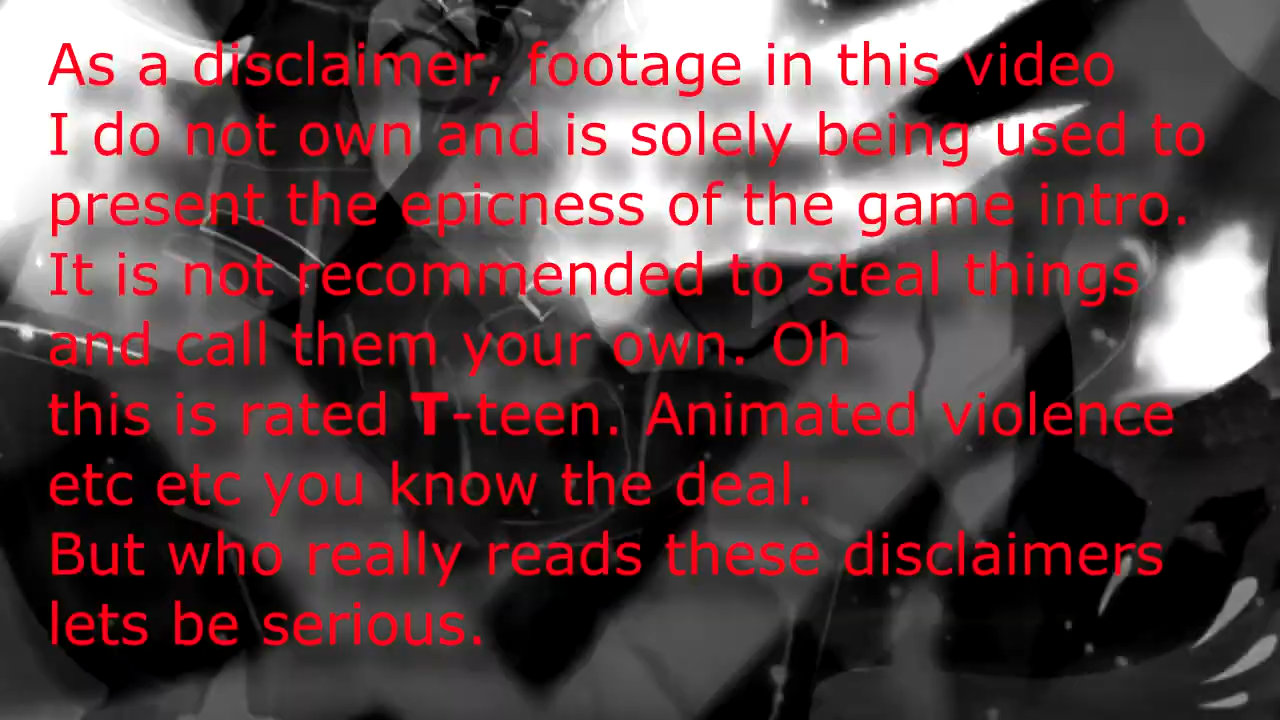 As a disclaimer, footage in this video
I do not own and is solely being used to
present the epicness of the game intro.
It is not recommended to steal things
and call them your own. Oh
this is rated T-teen. Animated violence
etc etc you know the deal.
But who really reads these disclaimers
lets be serious.